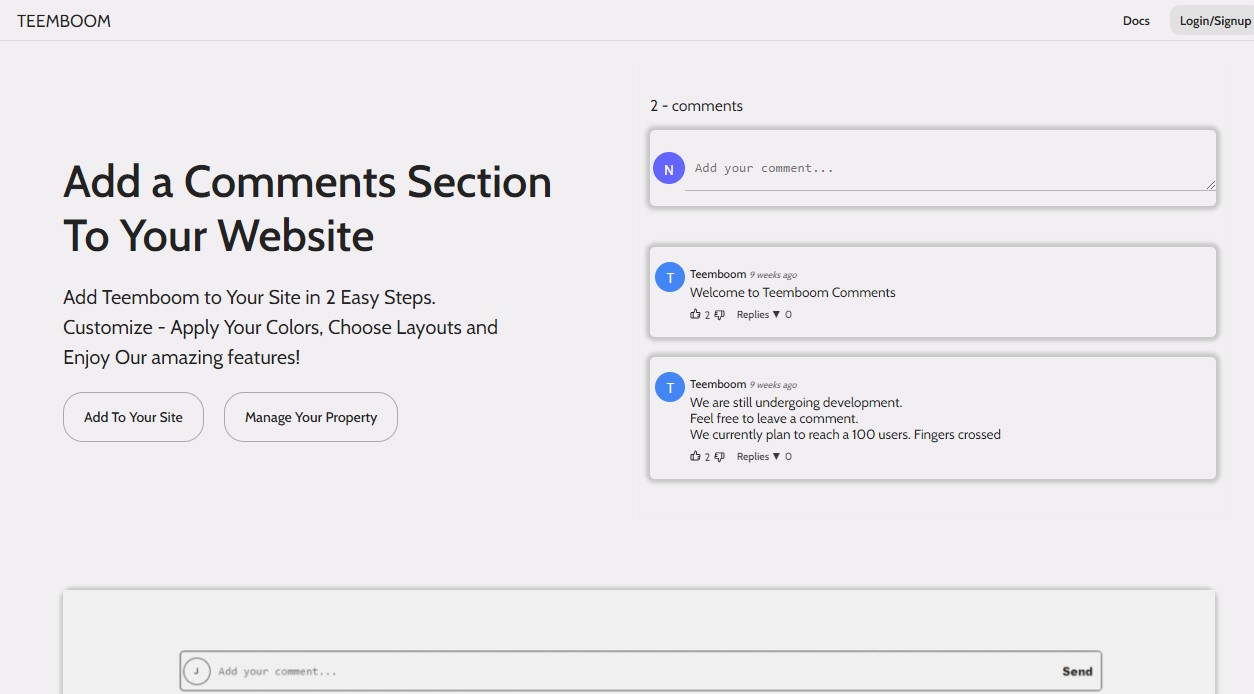 TEEMBOOM
Docs
Login/Signup
Add a Comments Section
To Your Website
Add Teemboom to Your Site in 2 Easy Steps.
Customize - Apply Your Colors, Choose Layouts and
Enjoy Our amazing features!
Add To Your Site
Manage Your Property
2 - comments
N
Add your comment...
T
Teemboom 9 weeks ago
Welcome to Teemboom Comments
2 Replies ▼ 0
T
Teemboom 9 weeks ago
We are still undergoing development.
Feel free to leave a comment.
We currently plan to reach a 100 users. Fingers crossed
2 Replies ▼ 0
J
Add your comment...
Send